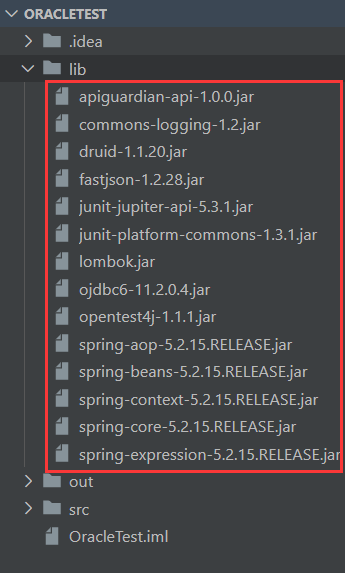 ORACLETEST
.idea
lib
apiguardian-api-1.0.0.jar
commons-logging-1.2.jar
druid-1.1.20.jar
fastjson-1.2.28.jar
junit-jupiter-api-5.3.1.jar
junit-platform-commons-1.3.1.jar
lombok.jar
ojdbc6-11.2.0.4.jar
opentest4j-1.1.1.jar
spring-aop-5.2.15.RELEASE.jar
spring-beans-5.2.15.RELEASE.jar
spring-context-5.2.15.RELEASE.jar
spring-core-5.2.15.RELEASE.jar
spring-expression-5.2.15.RELEASE.jar
out
src
OracleTest.iml